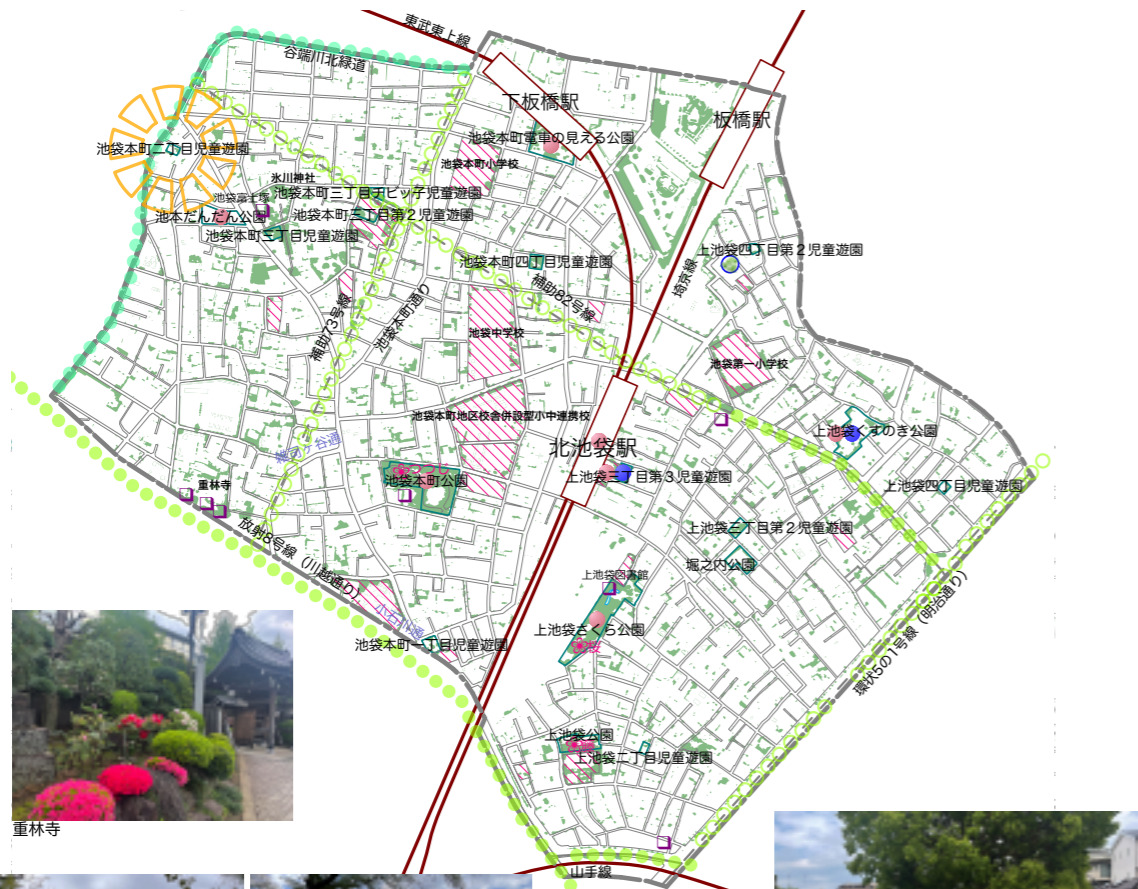 東武東上線
谷端川北緑道
下板橋駅
板橋駅
池袋本町電車の見える公園
池袋本町二丁目児童遊園
池袋本町小学校
氷川神社
池袋本町三丁目チビッ子児童遊園
池袋富士塚
池本だんだん公園
池袋本町三丁目第2児童遊園
池袋本町三丁目児童遊園
上池袋四丁目第2児童遊園
池袋本町四丁目児童遊園
埼京線
補助82号線
補助73号線
池袋本町通り
池袋中学校
池袋第一小学校
池袋本町地区校舎併設型小中連携校
上池袋くすのき公園
北池袋駅
雑司ヶ谷通
池袋本町公園
上池袋三丁目第3児童遊園
重林寺
上池袋四丁目児童遊園
放射8号線（川越通り）
上池袋三丁目第2児童遊園
堀之内公園
上池袋図書館
小石川通
上池袋さくら公園
桜
池袋本町一丁目児童遊園
環状5の1号線（明治通り）
上池袋公園
上池袋二丁目児童遊園
重林寺
山手線